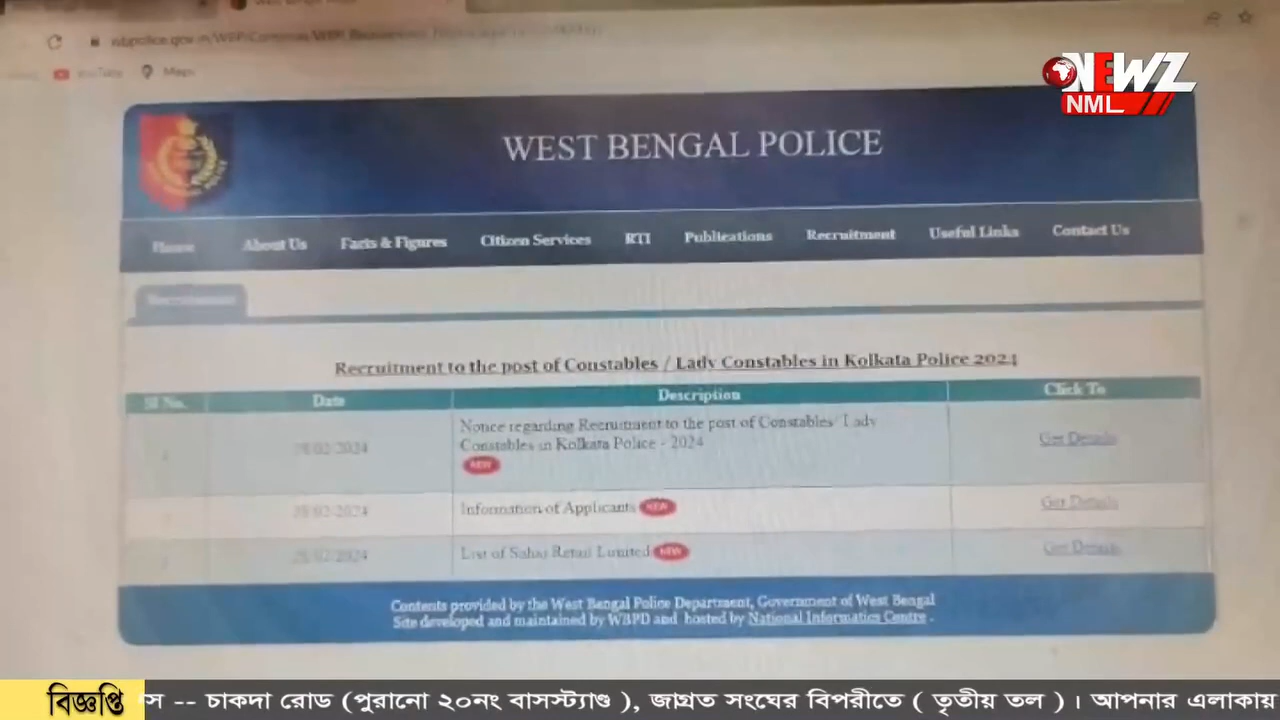 YouTube
Maps
NEWZ
NML
WEST BENGAL POLICE
Home About Us Facts & Figures Citizen Services RTI Publications Recruitment Useful Links Contact Us
Recruitment
Recruitment to the post of Constables / Lady Constables in Kolkata Police 2024
Sl No. Date Description Click To
Notice regarding Recruitment to the post of Constables/ Lady
Constables in Kolkata Police - 2024
Get Details
NEW
Information of Applicants NEW Get Details
List of Sahaj Retail Limited NEW Get Details
Contents provided by the West Bengal Police Department, Government of West Bengal
Site developed and maintained by WBPD and hosted by National Informatics Centre .
বিজ্ঞপ্তি
-- চাকদা রোড (পুরানো ২০নং বাসস্ট্যাণ্ড ), জাগ্রত সংঘের বিপরীতে ( তৃতীয় তল ) । আপনার এলাকায়